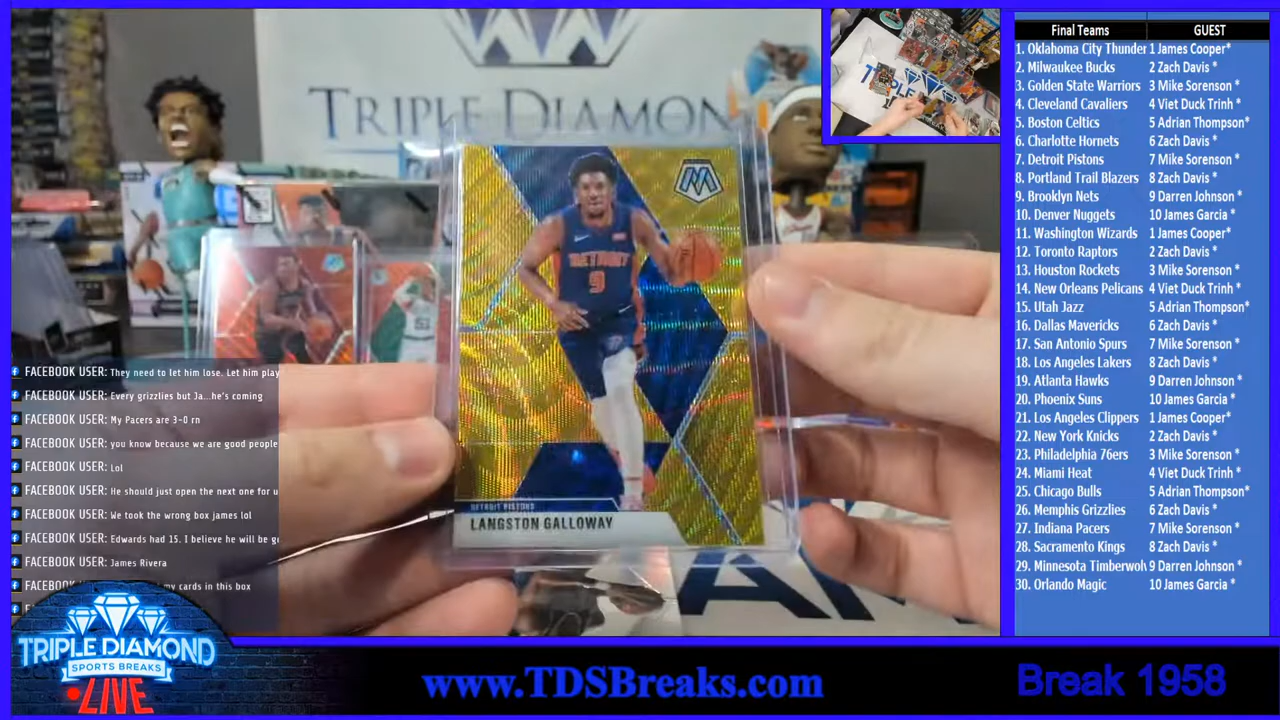 TRIPLE DIAMOND
DETROIT
9
DETROIT PISTONS
LANGSTON GALLOWAY
FACEBOOK USER: They need to let him lose. Let him play
FACEBOOK USER: Every grizzlies but Ja...he's coming
FACEBOOK USER: My Pacers are 3-0 rn
FACEBOOK USER: you know because we are good people
FACEBOOK USER: Lol
FACEBOOK USER: He should just open the next one for u
FACEBOOK USER: We took the wrong box james lol
FACEBOOK USER: Edwards had 15. I believe he will be g
FACEBOOK USER: James Rivera
my cards in this box
TRIPLE DIAMOND
SPORTS BREAKS
LIVE
www.TDSBreaks.com
Break 1958
Final Teams GUEST
1. Oklahoma City Thunder 1 James Cooper*
2. Milwaukee Bucks 2 Zach Davis *
3. Golden State Warriors 3 Mike Sorenson *
4. Cleveland Cavaliers 4 Viet Duck Trinh *
5. Boston Celtics 5 Adrian Thompson*
6. Charlotte Hornets 6 Zach Davis *
7. Detroit Pistons 7 Mike Sorenson *
8. Portland Trail Blazers 8 Zach Davis *
9. Brooklyn Nets 9 Darren Johnson *
10. Denver Nuggets 10 James Garcia *
11. Washington Wizards 1 James Cooper*
12. Toronto Raptors 2 Zach Davis *
13. Houston Rockets 3 Mike Sorenson *
14. New Orleans Pelicans 4 Viet Duck Trinh *
15. Utah Jazz 5 Adrian Thompson*
16. Dallas Mavericks 6 Zach Davis *
17. San Antonio Spurs 7 Mike Sorenson *
18. Los Angeles Lakers 8 Zach Davis *
19. Atlanta Hawks 9 Darren Johnson *
20. Phoenix Suns 10 James Garcia *
21. Los Angeles Clippers 1 James Cooper*
22. New York Knicks 2 Zach Davis *
23. Philadelphia 76ers 3 Mike Sorenson *
24. Miami Heat 4 Viet Duck Trinh *
25. Chicago Bulls 5 Adrian Thompson*
26. Memphis Grizzlies 6 Zach Davis *
27. Indiana Pacers 7 Mike Sorenson *
28. Sacramento Kings 8 Zach Davis *
29. Minnesota Timberwol 9 Darren Johnson *
30. Orlando Magic 10 James Garcia *